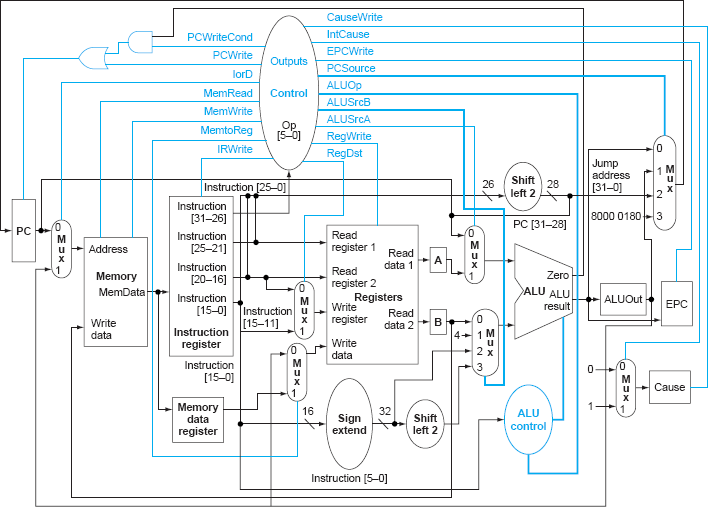 CauseWrite
IntCause
EPCWrite
PCSource
ALUOp
ALUSrcB
ALUSrcA
RegWrite
RegDst
PCWriteCond
PCWrite
IorD
MemRead
MemWrite
MemtoReg
IRWrite
Outputs
Control
Op
[5–0]
Instruction [25–0]
26
Shift
left 2
28
Jump
address
[31–0]
PC [31–28]
0
1
2
3
M
u
x
8000 0180
PC
0
M
u
x
1
Address
Memory
MemData
Write
data
Instruction
[31–26]
Instruction
[25–21]
Instruction
[20–16]
Instruction
[15–0]
Instruction
register
Instruction
[15–0]
Instruction
[15–11]
Memory
data
register
0
M
u
x
1
0
M
u
x
1
Read
register 1
Read
register 2
Write
register
Write
data
Registers
Read
data 1
Read
data 2
A
B
0
M
u
x
1
4
0
1
2
3
M
u
x
Zero
ALU
ALU
result
ALUOut
EPC
0
1
0
M
u
x
1
Cause
16
Sign
extend
32
Shift
left 2
ALU
control
Instruction [5–0]